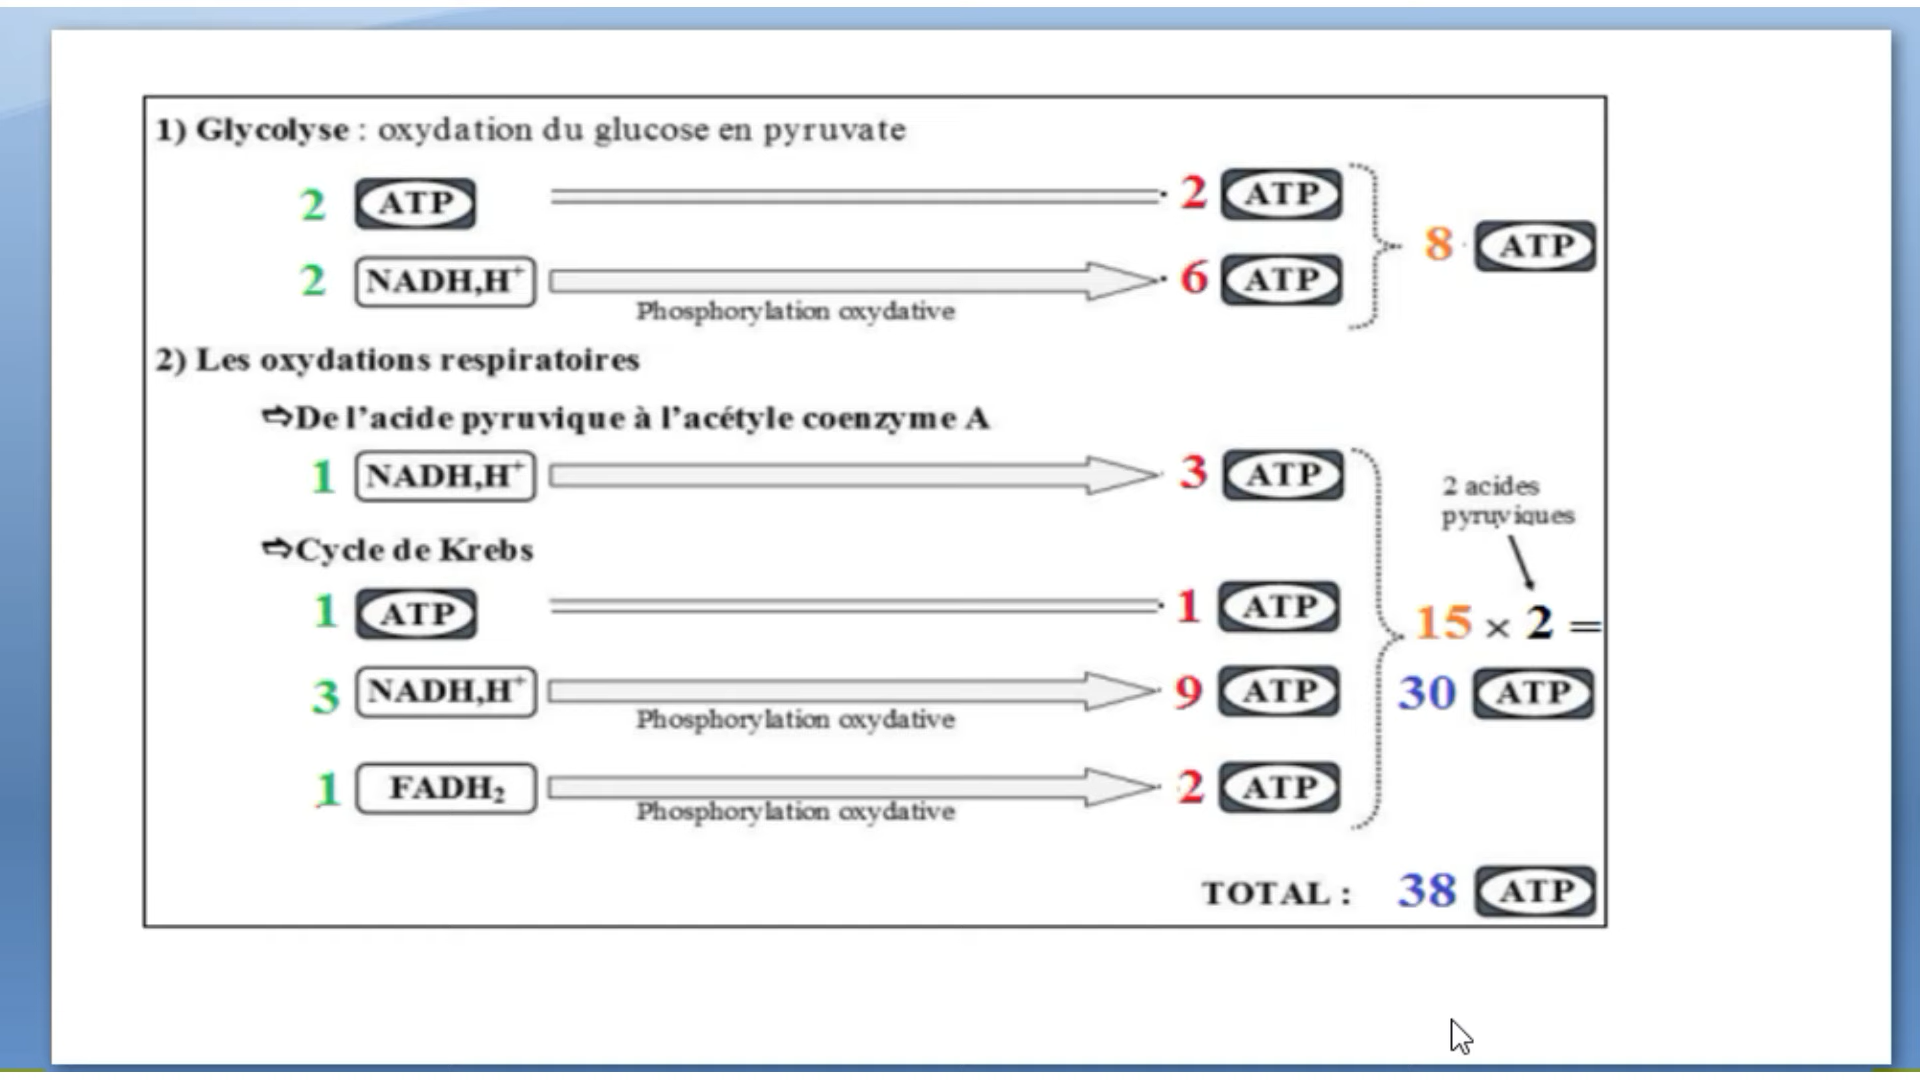 1) Glycolyse : oxydation du glucose en pyruvate
2 ATP 2 ATP
8 ATP
2 NADH,H⁺ 6 ATP
Phosphorylation oxydative
2) Les oxydations respiratoires
⇨De l’acide pyruvique à l’acétyle coenzyme A
1 NADH,H⁺ 3 ATP
2 acides
pyruviques
⇨Cycle de Krebs
1 ATP 1 ATP
15 × 2 =
3 NADH,H⁺ 9 ATP
30 ATP
Phosphorylation oxydative
1 FADH₂ 2 ATP
Phosphorylation oxydative
TOTAL : 38 ATP